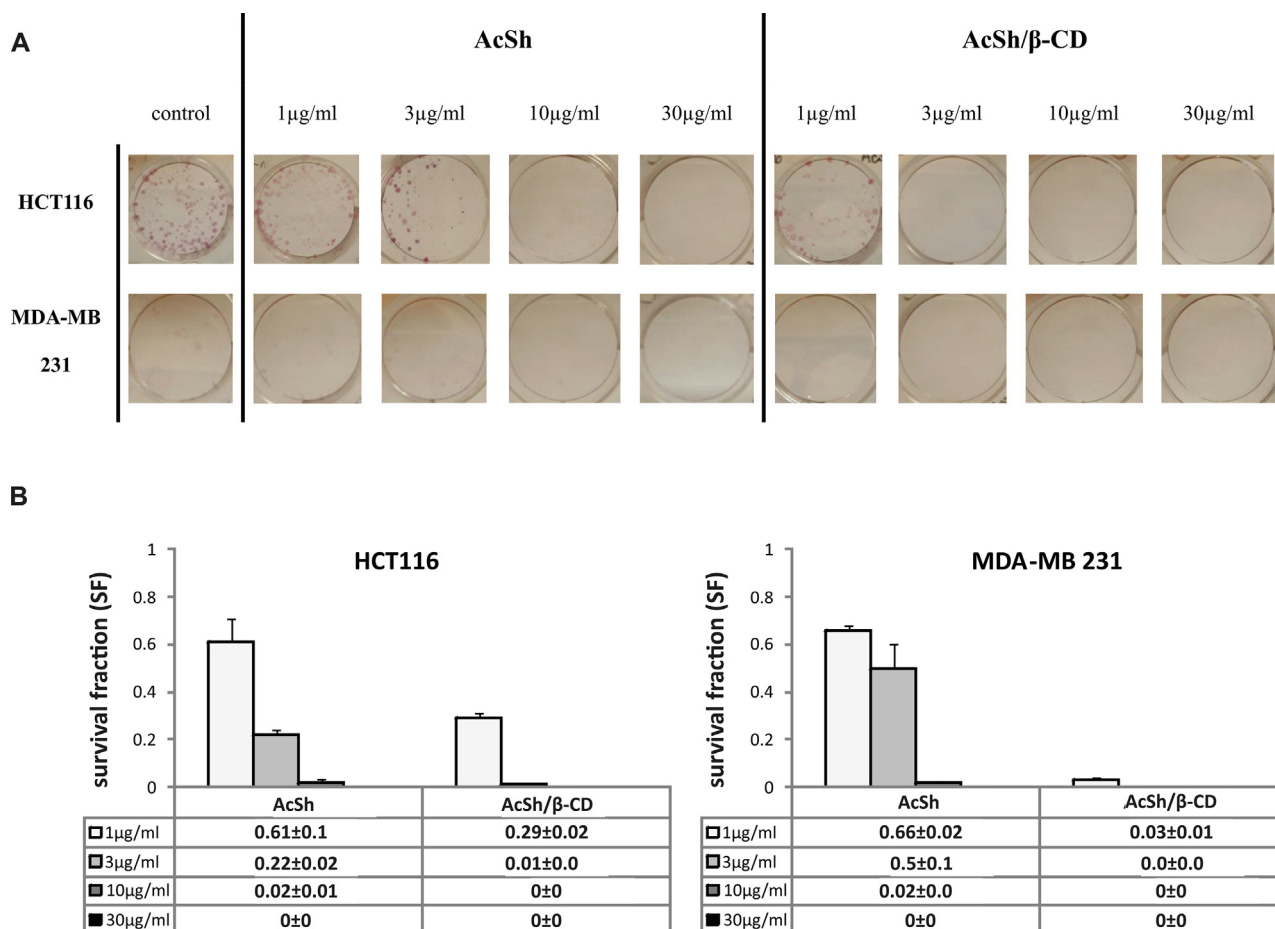 A
AcSh AcSh/β-CD
control 1µg/ml 3µg/ml 10µg/ml 30µg/ml 1µg/ml 3µg/ml 10µg/ml 30µg/ml
HCT116
MDA-MB
231
B
HCT116
survival fraction (SF)
1
0.8
0.6
0.4
0.2
0
AcSh AcSh/β-CD
1µg/ml 0.61±0.1 0.29±0.02
3µg/ml 0.22±0.02 0.01±0.0
10µg/ml 0.02±0.01 0±0
30µg/ml 0±0 0±0
MDA-MB 231
survival fraction (SF)
1
0.8
0.6
0.4
0.2
0
AcSh AcSh/β-CD
1µg/ml 0.66±0.02 0.03±0.01
3µg/ml 0.5±0.1 0.0±0.0
10µg/ml 0.02±0.0 0±0
30µg/ml 0±0 0±0